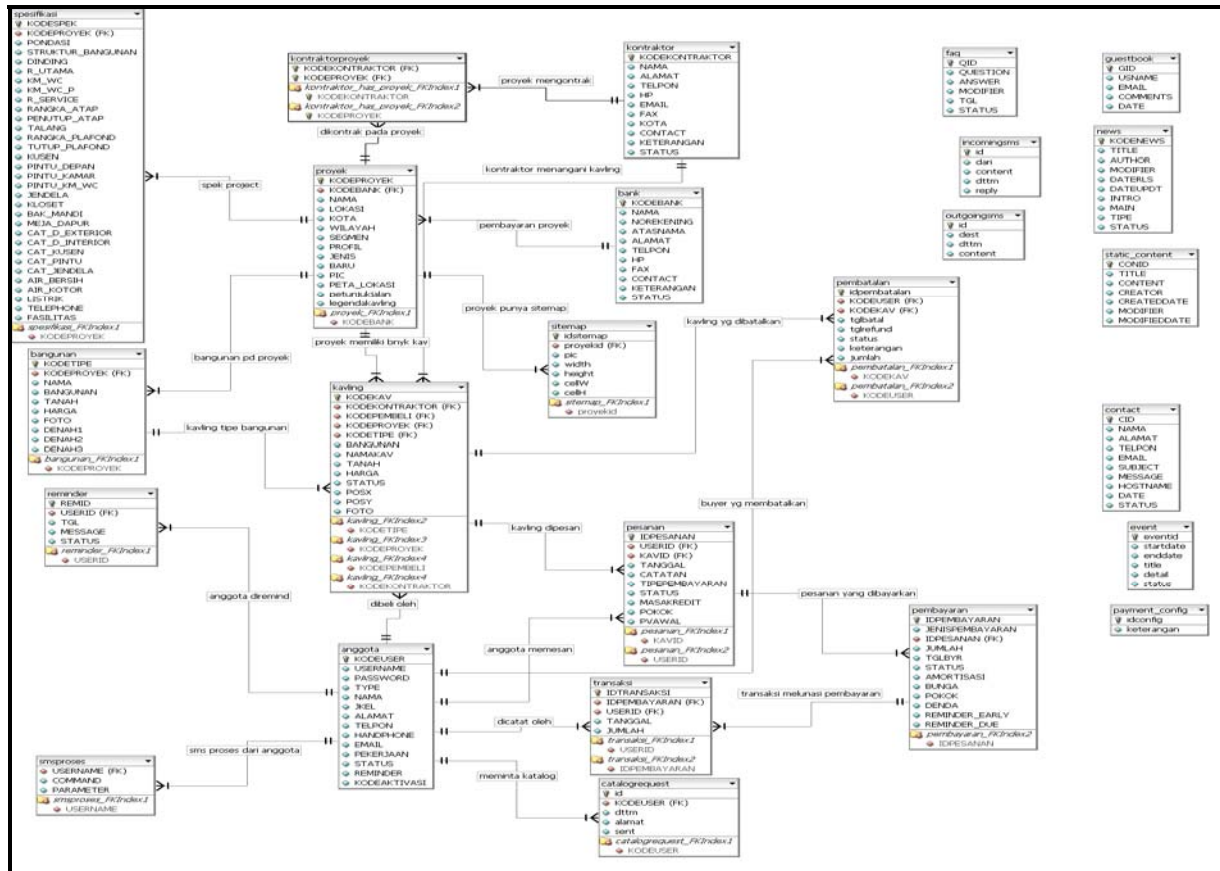 spesifikasi
KODESPEK
KODEPROYEK (FK)
PONDASI
STRUKTUR_BANGUNAN
DINDING
R_UTAMA
KM_WC
KM_WC_P
R_SERVICE
RANGKA_ATAP
PENUTUP_ATAP
TALANG
RANGKA_PLAFOND
TUTUP_PLAFOND
KUSEN
PINTU_DEPAN
PINTU_KAMAR
PINTU_KM_WC
JENDELA
KLOSET
BAK_MANDI
MEJA_DAPUR
CAT_D_EXTERIOR
CAT_D_INTERIOR
CAT_KUSEN
CAT_PINTU
CAT_JENDELA
AIR_BERSIH
AIR_KOTOR
LISTRIK
TELEPHONE
FASILITAS
spesifikasi_FKIndex1
KODEPROYEK
bangunan
KODETIPE
KODEPROYEK (FK)
NAMA
BANGUNAN
TANAH
HARGA
FOTO
DENAH1
DENAH2
DENAH3
bangunan_FKIndex1
KODEPROYEK
reminder
REMID
USERID (FK)
TGL
MESSAGE
STATUS
reminder_FKIndex1
USERID
smsproses
USERNAME (FK)
COMMAND
PARAMETER
smsproses_FKIndex1
USERNAME
spek project
bangunan pd proyek
kavling tipe bangunan
anggota diremind
sms proses dari anggota
kontraktorproyek
KODEKONTRAKTOR (FK)
KODEPROYEK (FK)
kontraktor_has_proyek_FKIndex1
KODEKONTRAKTOR
kontraktor_has_proyek_FKIndex2
KODEPROYEK
dikontrak pada proyek
proyek
KODEPROYEK
KODEBANK (FK)
NAMA
LOKASI
KOTA
WILAYAH
SEGMEN
PROFIL
JENIS
BARU
PIC
PETA_LOKASI
petunjukjalan
legendakavling
proyek_FKIndex1
KODEBANK
proyek memiliki bnyk kav
kavling
KODEKAV
KODEKONTRAKTOR (FK)
KODEPEMBELI (FK)
KODEPROYEK (FK)
KODETIPE (FK)
BANGUNAN
NAMAKAV
TANAH
HARGA
STATUS
POSX
POSY
FOTO
kavling_FKIndex2
KODETIPE
kavling_FKIndex3
KODEPROYEK
kavling_FKIndex4
KODEPEMBELI
kavling_FKIndex4
KODEKONTRAKTOR
dibeli oleh
anggota
KODEUSER
USERNAME
PASSWORD
TYPE
NAMA
JKEL
ALAMAT
TELPON
HANDPHONE
EMAIL
PEKERJAAN
STATUS
REMINDER
KODEAKTIVASI
proyek mengontrak
kontraktor menangani kavling
pembayaran proyek
proyek punya sitemap
kavling dipesan
anggota memesan
dicatat oleh
meminta katalog
kontraktor
KODEKONTRAKTOR
NAMA
ALAMAT
TELPON
HP
EMAIL
FAX
KOTA
CONTACT
KETERANGAN
STATUS
bank
KODEBANK
NAMA
NOREKENING
ATASNAMA
ALAMAT
TELPON
HP
FAX
CONTACT
KETERANGAN
STATUS
sitemap
idsitemap
proyekid (FK)
pic
width
height
cellW
cellH
sitemap_FKIndex1
proyekid
pesanan
IDPESANAN
USERID (FK)
KAVID (FK)
TANGGAL
CATATAN
TIPEPEMBAYARAN
STATUS
MASAKREDIT
POKOK
PVAWAL
pesanan_FKIndex1
KAVID
pesanan_FKIndex2
USERID
transaksi
IDTRANSAKSI
IDPEMBAYARAN (FK)
USERID (FK)
TANGGAL
JUMLAH
transaksi_FKIndex1
USERID
transaksi_FKIndex2
IDPEMBAYARAN
catalogrequest
id
KODEUSER (FK)
dttm
alamat
sent
catalogrequest_FKIndex1
KODEUSER
kavling yg dibatalkan
buyer yg membatalkan
pesanan yang dibayarkan
transaksi melunasi pembayaran
pembatalan
idpembatalan
KODEUSER (FK)
KODEKAV (FK)
tglbatal
tglrefund
status
keterangan
jumlah
pembatalan_FKIndex1
KODEKAV
pembatalan_FKIndex2
KODEUSER
pembayaran
IDPEMBAYARAN
JENISPEMBAYARAN
IDPESANAN (FK)
JUMLAH
TGLBYR
STATUS
AMORTISASI
BUNGA
POKOK
DENDA
REMINDER_EARLY
REMINDER_DUE
pembayaran_FKIndex2
IDPESANAN
faq
QID
QUESTION
ANSWER
MODIFIER
TGL
STATUS
incomingsms
id
dari
content
dttm
reply
outgoingsms
id
dest
dttm
content
guestbook
GID
USNAME
EMAIL
COMMENTS
DATE
news
KODENEWS
TITLE
AUTHOR
MODIFIER
DATERLS
DATEUPDT
INTRO
MAIN
TIPE
STATUS
static_content
CONID
TITLE
CONTENT
CREATOR
CREATEDDATE
MODIFIER
MODIFIEDDATE
contact
CID
NAMA
ALAMAT
TELPON
EMAIL
SUBJECT
MESSAGE
HOSTNAME
DATE
STATUS
event
eventid
startdate
enddate
title
detail
status
payment_config
idconfig
keterangan